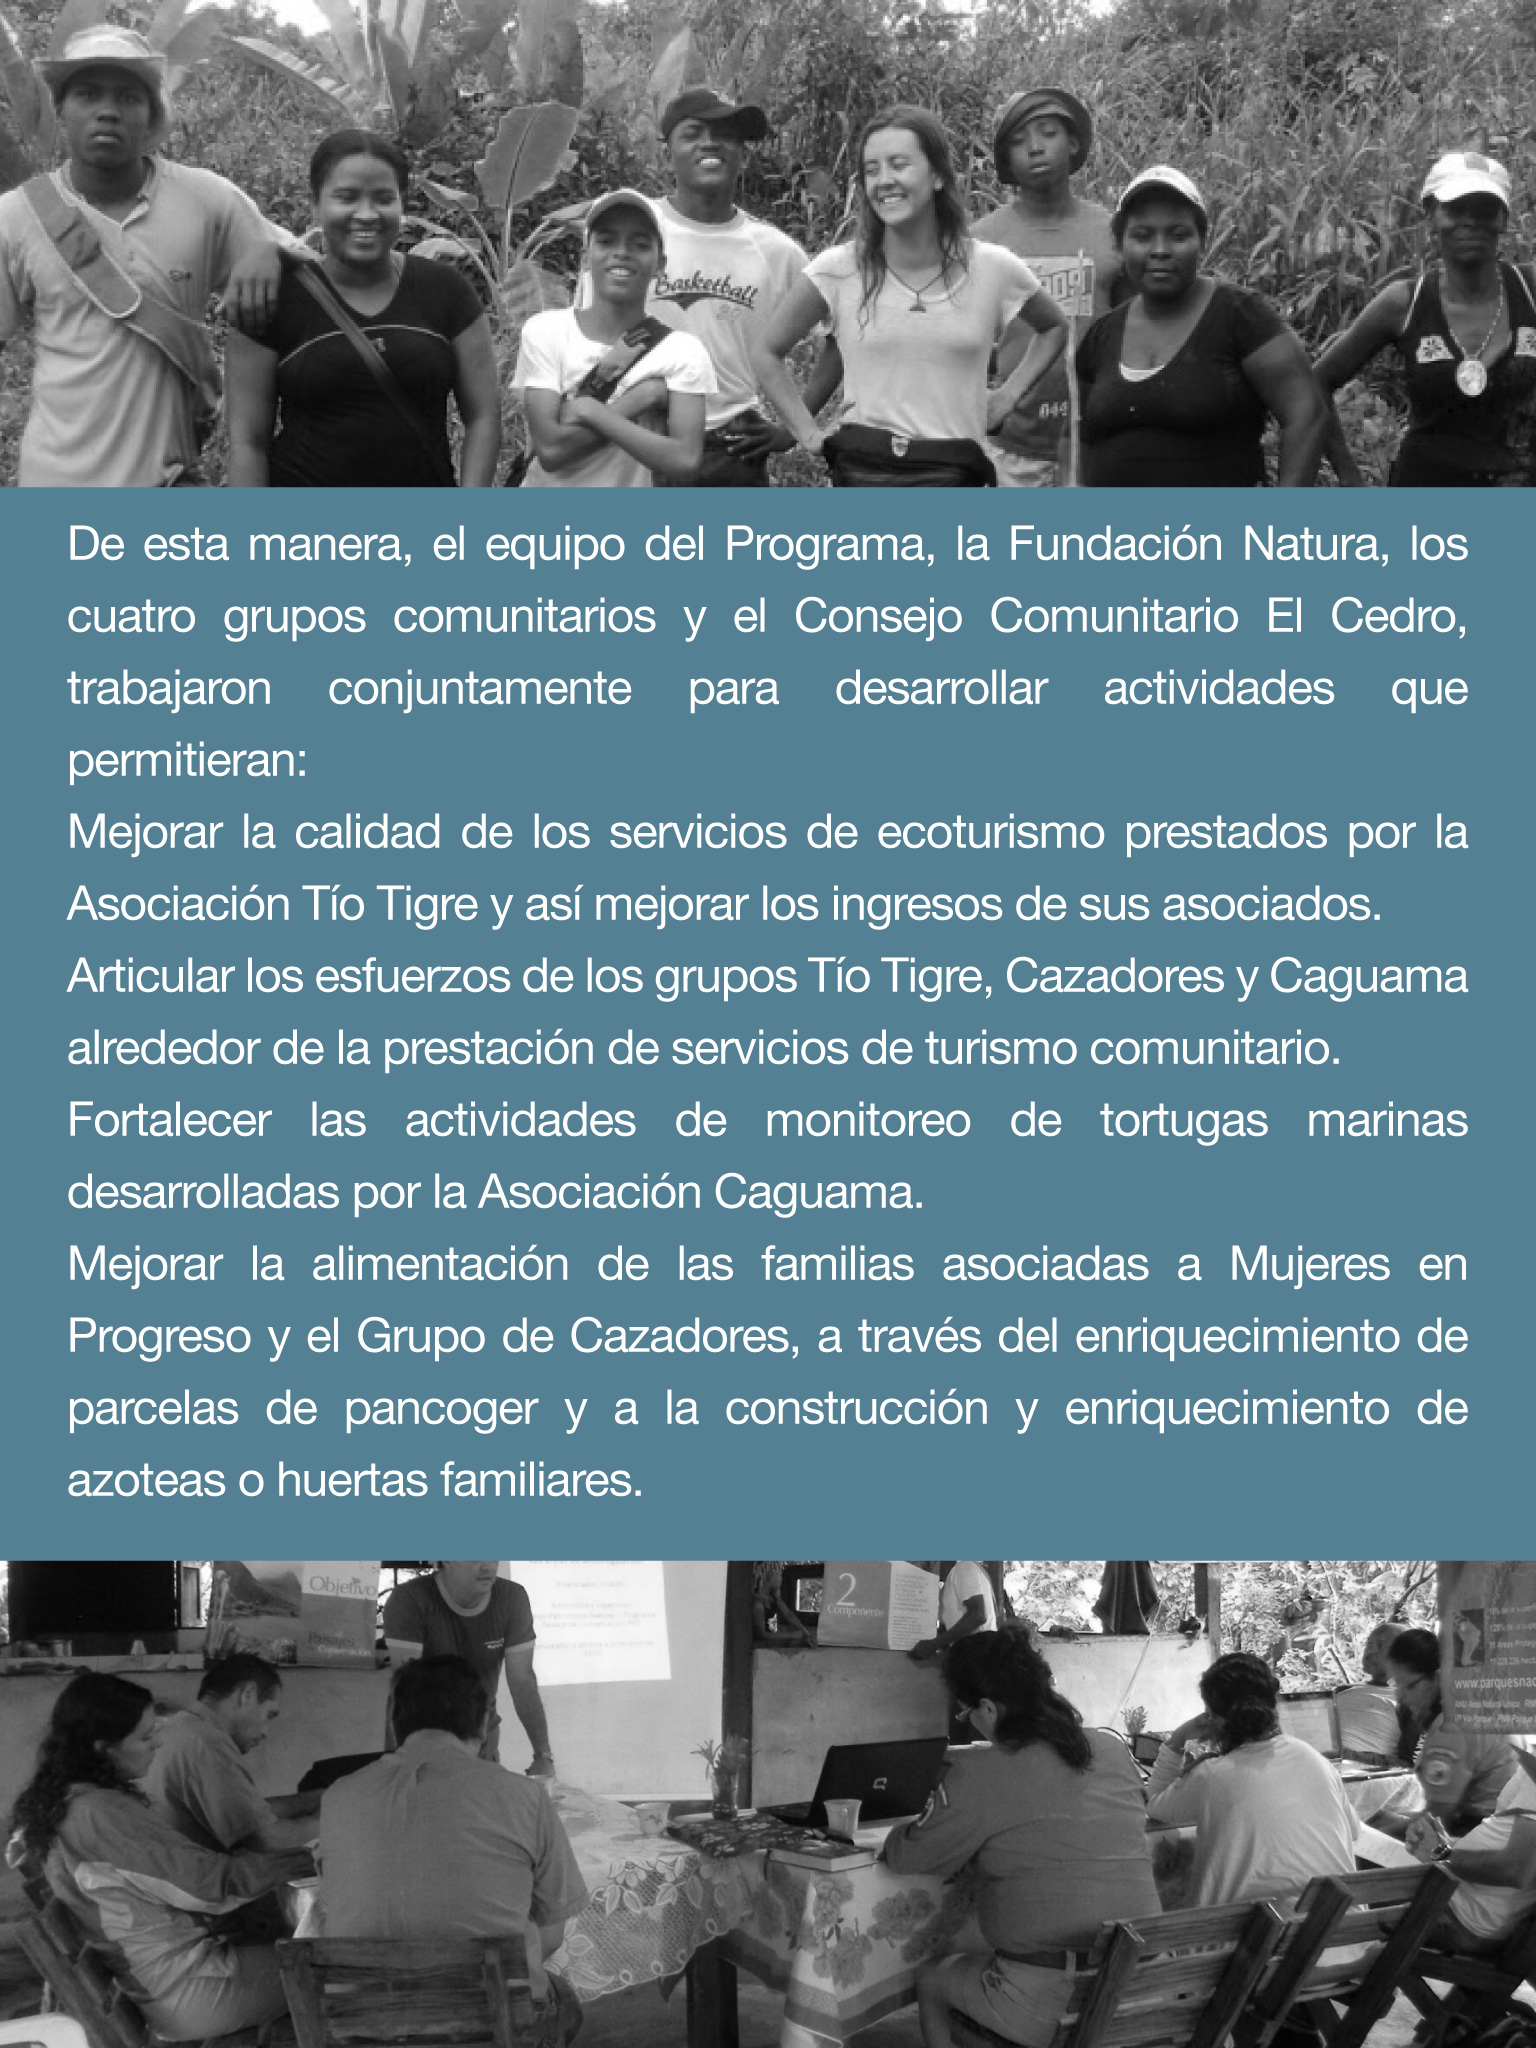 Basketball
De esta manera, el equipo del Programa, la Fundación Natura, los
cuatro grupos comunitarios y el Consejo Comunitario El Cedro,
trabajaron conjuntamente para desarrollar actividades que
permitieran:
Mejorar la calidad de los servicios de ecoturismo prestados por la
Asociación Tío Tigre y así mejorar los ingresos de sus asociados.
Articular los esfuerzos de los grupos Tío Tigre, Cazadores y Caguama
alrededor de la prestación de servicios de turismo comunitario.
Fortalecer las actividades de monitoreo de tortugas marinas
desarrolladas por la Asociación Caguama.
Mejorar la alimentación de las familias asociadas a Mujeres en
Progreso y el Grupo de Cazadores, a través del enriquecimiento de
parcelas de pancoger y a la construcción y enriquecimiento de
azoteas o huertas familiares.
Objetivo
2
Componente
www.parquesnac